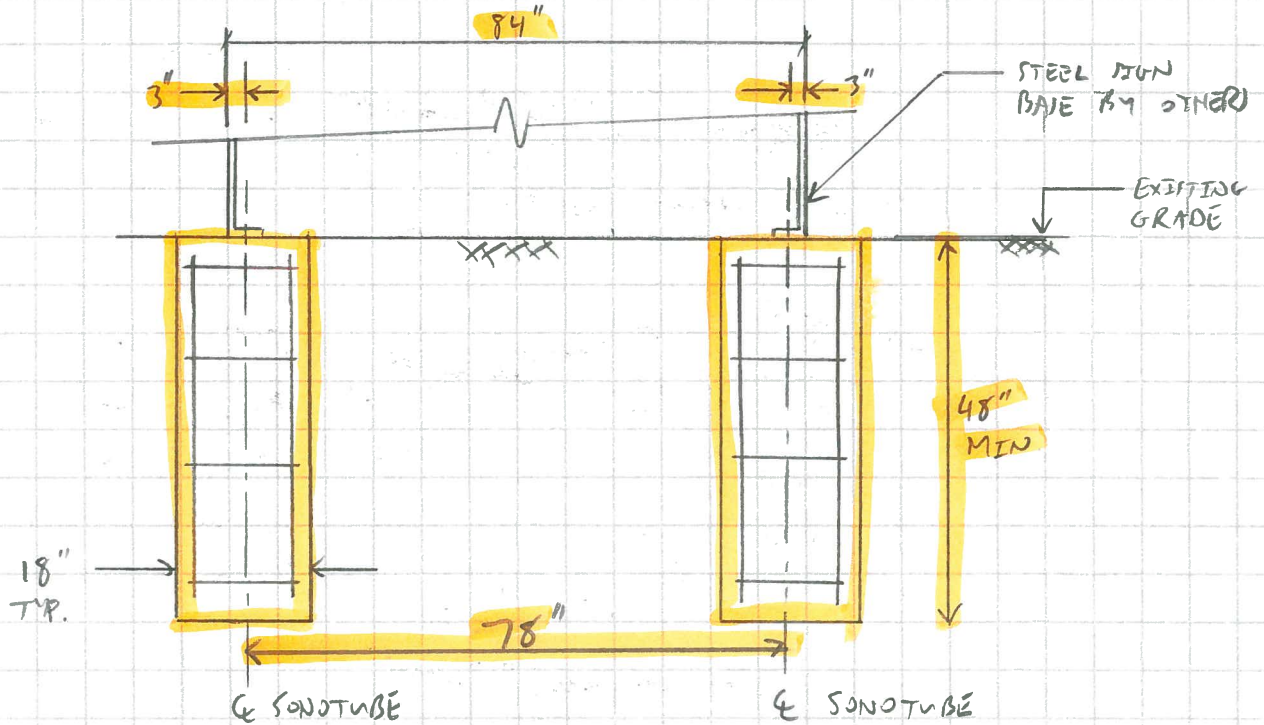 84"
3"
3"
STEEL SIGN
BASE BY OTHERS
EXISTING
GRADE
48"
MIN
18"
TYP.
78"
℄ SONOTUBE
℄ SONOTUBE